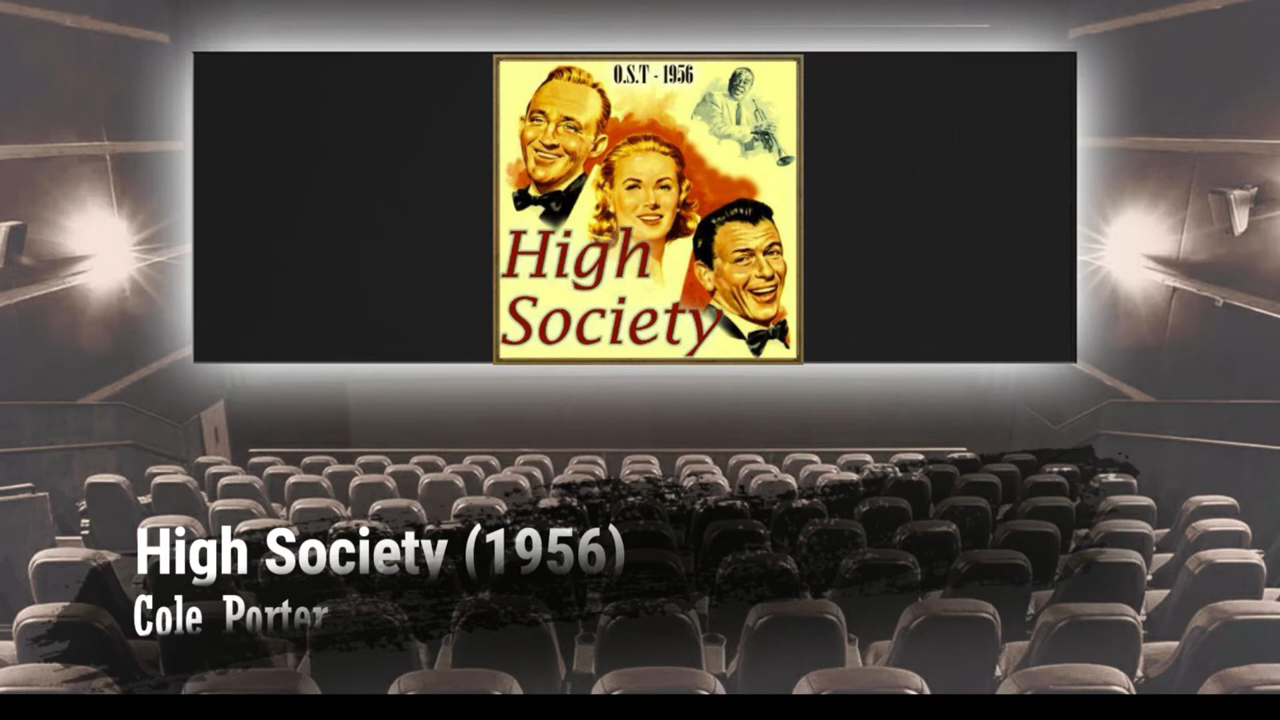 O.S.T - 1956
High
Society
High Society (1956)
Cole Porter